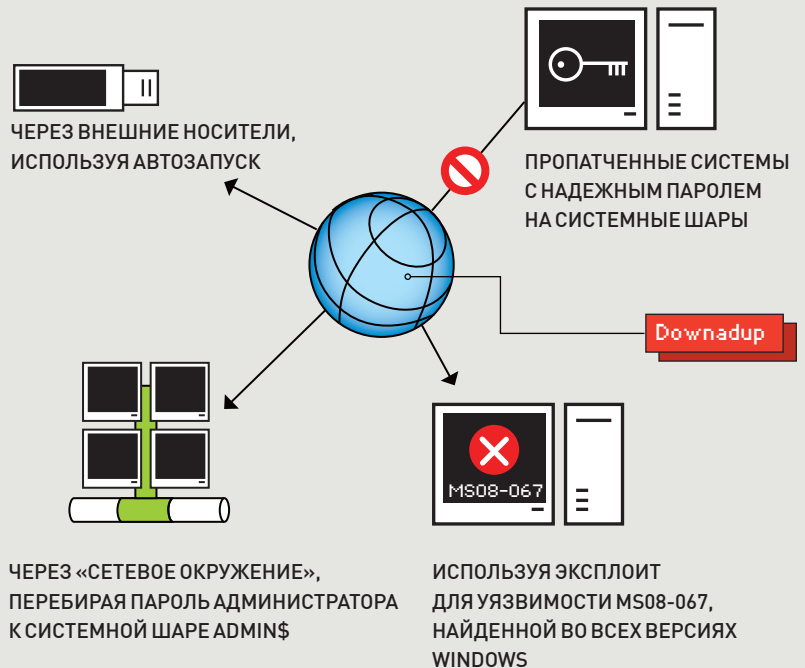 ЧЕРЕЗ ВНЕШНИЕ НОСИТЕЛИ,
ИСПОЛЬЗУЯ АВТОЗАПУСК
ПРОПАТЧЕННЫЕ СИСТЕМЫ
С НАДЕЖНЫМ ПАРОЛЕМ
НА СИСТЕМНЫЕ ШАРЫ
Downadup
MS08-067
ЧЕРЕЗ «СЕТЕВОЕ ОКРУЖЕНИЕ»,
ПЕРЕБИРАЯ ПАРОЛЬ АДМИНИСТРАТОРА
К СИСТЕМНОЙ ШАРЕ ADMIN$
ИСПОЛЬЗУЯ ЭКСПЛОИТ
ДЛЯ УЯЗВИМОСТИ MS08-067,
НАЙДЕННОЙ ВО ВСЕХ ВЕРСИЯХ
WINDOWS